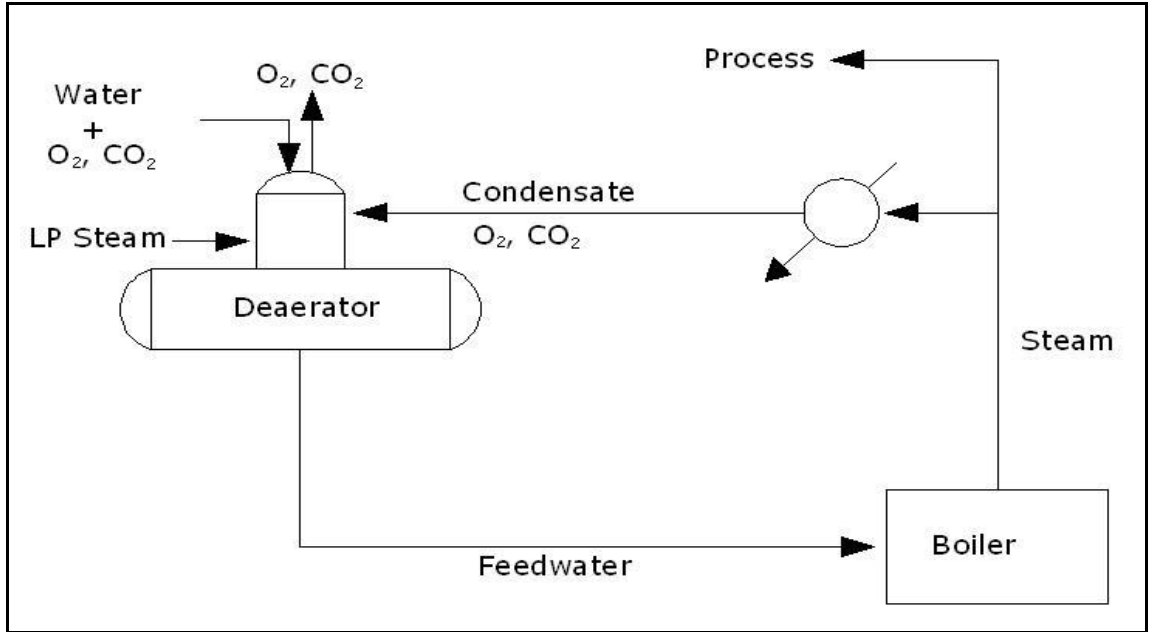 Water
+
O₂, CO₂
O₂, CO₂
LP Steam
Deaerator
Condensate
O₂, CO₂
Process
Steam
Feedwater
Boiler